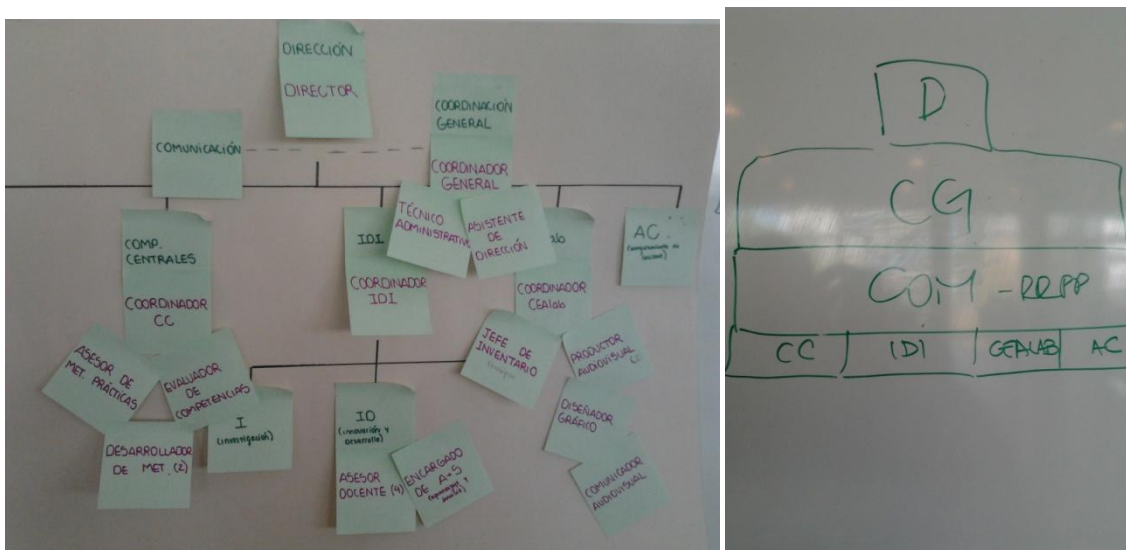 DIRECCIÓN
DIRECTOR
COORDINACIÓN
GENERAL
COORDINADOR
GENERAL
TÉCNICO
ADMINISTRATIVO
ASISTENTE
DE
DIRECCIÓN
COMUNICACIÓN
COMP.
CENTRALES
COORDINADOR
CC
ASESOR DE
MET. PRÁCTICAS
EVALUADOR
DE
COMPETENCIAS
DESARROLLADOR
DE MET. (2)
IDI
COORDINADOR
IDI
I
(investigación)
ID
(innovación y
desarrollo)
ASESOR
DOCENTE (4)
ENCARGADO
DE A+S
COORDINADOR
CEAlab
JEFE DE
INVENTARIO
PRODUCTOR
AUDIOVISUAL
DISEÑADOR
GRÁFICO
COMUNICADOR
AUDIOVISUAL
AC.
D
CG
COM - RRPP
CC IDI CEALAB AC